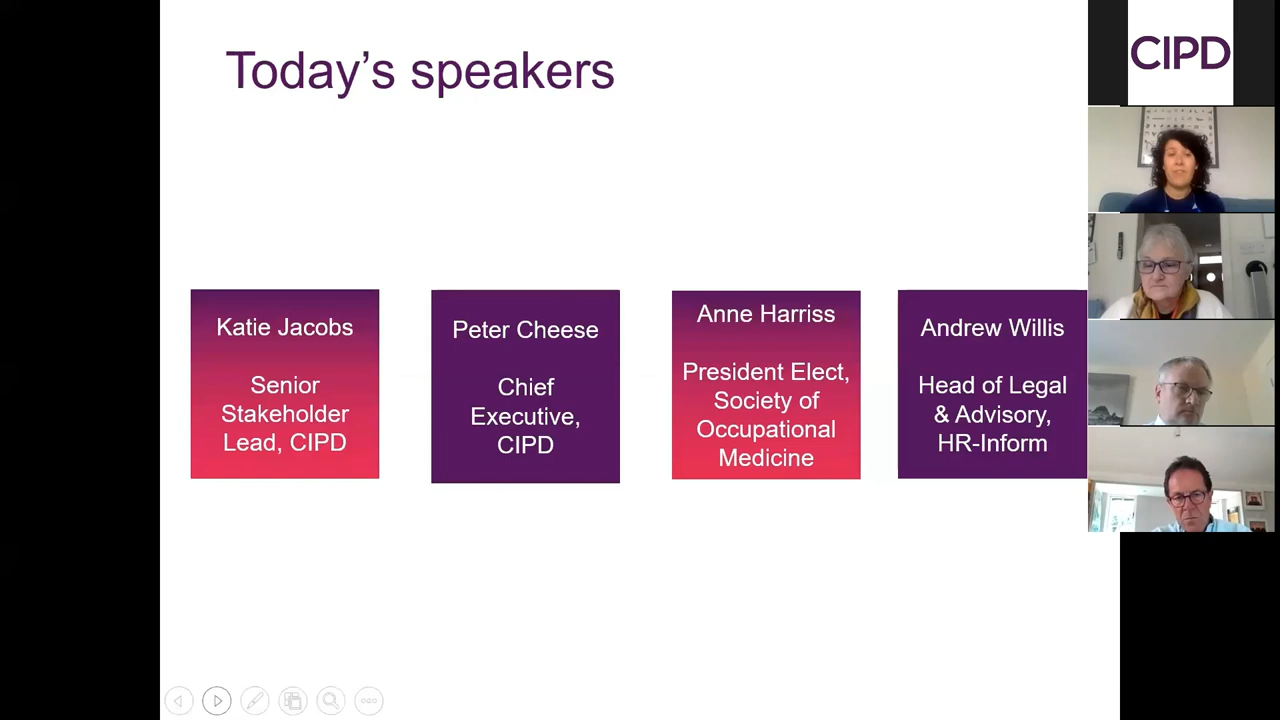 Today's speakers
CIPD
Katie Jacobs
Senior
Stakeholder
Lead, CIPD
Peter Cheese
Chief
Executive,
CIPD
Anne Harriss
President Elect,
Society of
Occupational
Medicine
Andrew Willis
Head of Legal
& Advisory,
HR-Inform